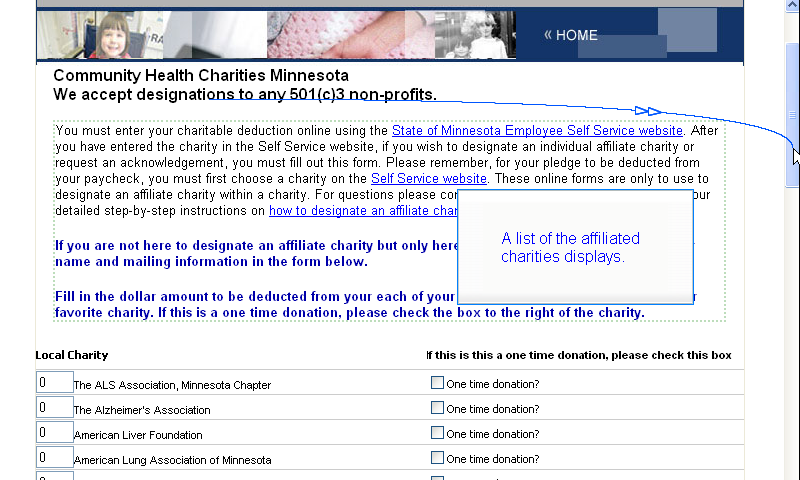 « HOME
Community Health Charities Minnesota
We accept designations to any 501(c)3 non-profits.
You must enter your charitable deduction online using the State of Minnesota Employee Self Service website. After
you have entered the charity in the Self Service website, if you wish to designate an individual affiliate charity or
request an acknowledgement, you must fill out this form. Please remember, for your pledge to be deducted from
your paycheck, you must first choose a charity on the Self Service website. These online forms are only to use to
designate an affiliate charity within a charity. For questions please our
detailed step-by-step instructions on how to designate an affiliate
A list of the affiliated
charities displays.
If you are not here to designate an affiliate charity but only here
name and mailing information in the form below.
Fill in the dollar amount to be deducted from your each of your
favorite charity. If this is a one time donation, please check the box to the right of the charity.
Local Charity If this is this a one time donation, please check this box
0 The ALS Association, Minnesota Chapter One time donation?
0 The Alzheimer's Association One time donation?
0 American Liver Foundation One time donation?
0 American Lung Association of Minnesota One time donation?